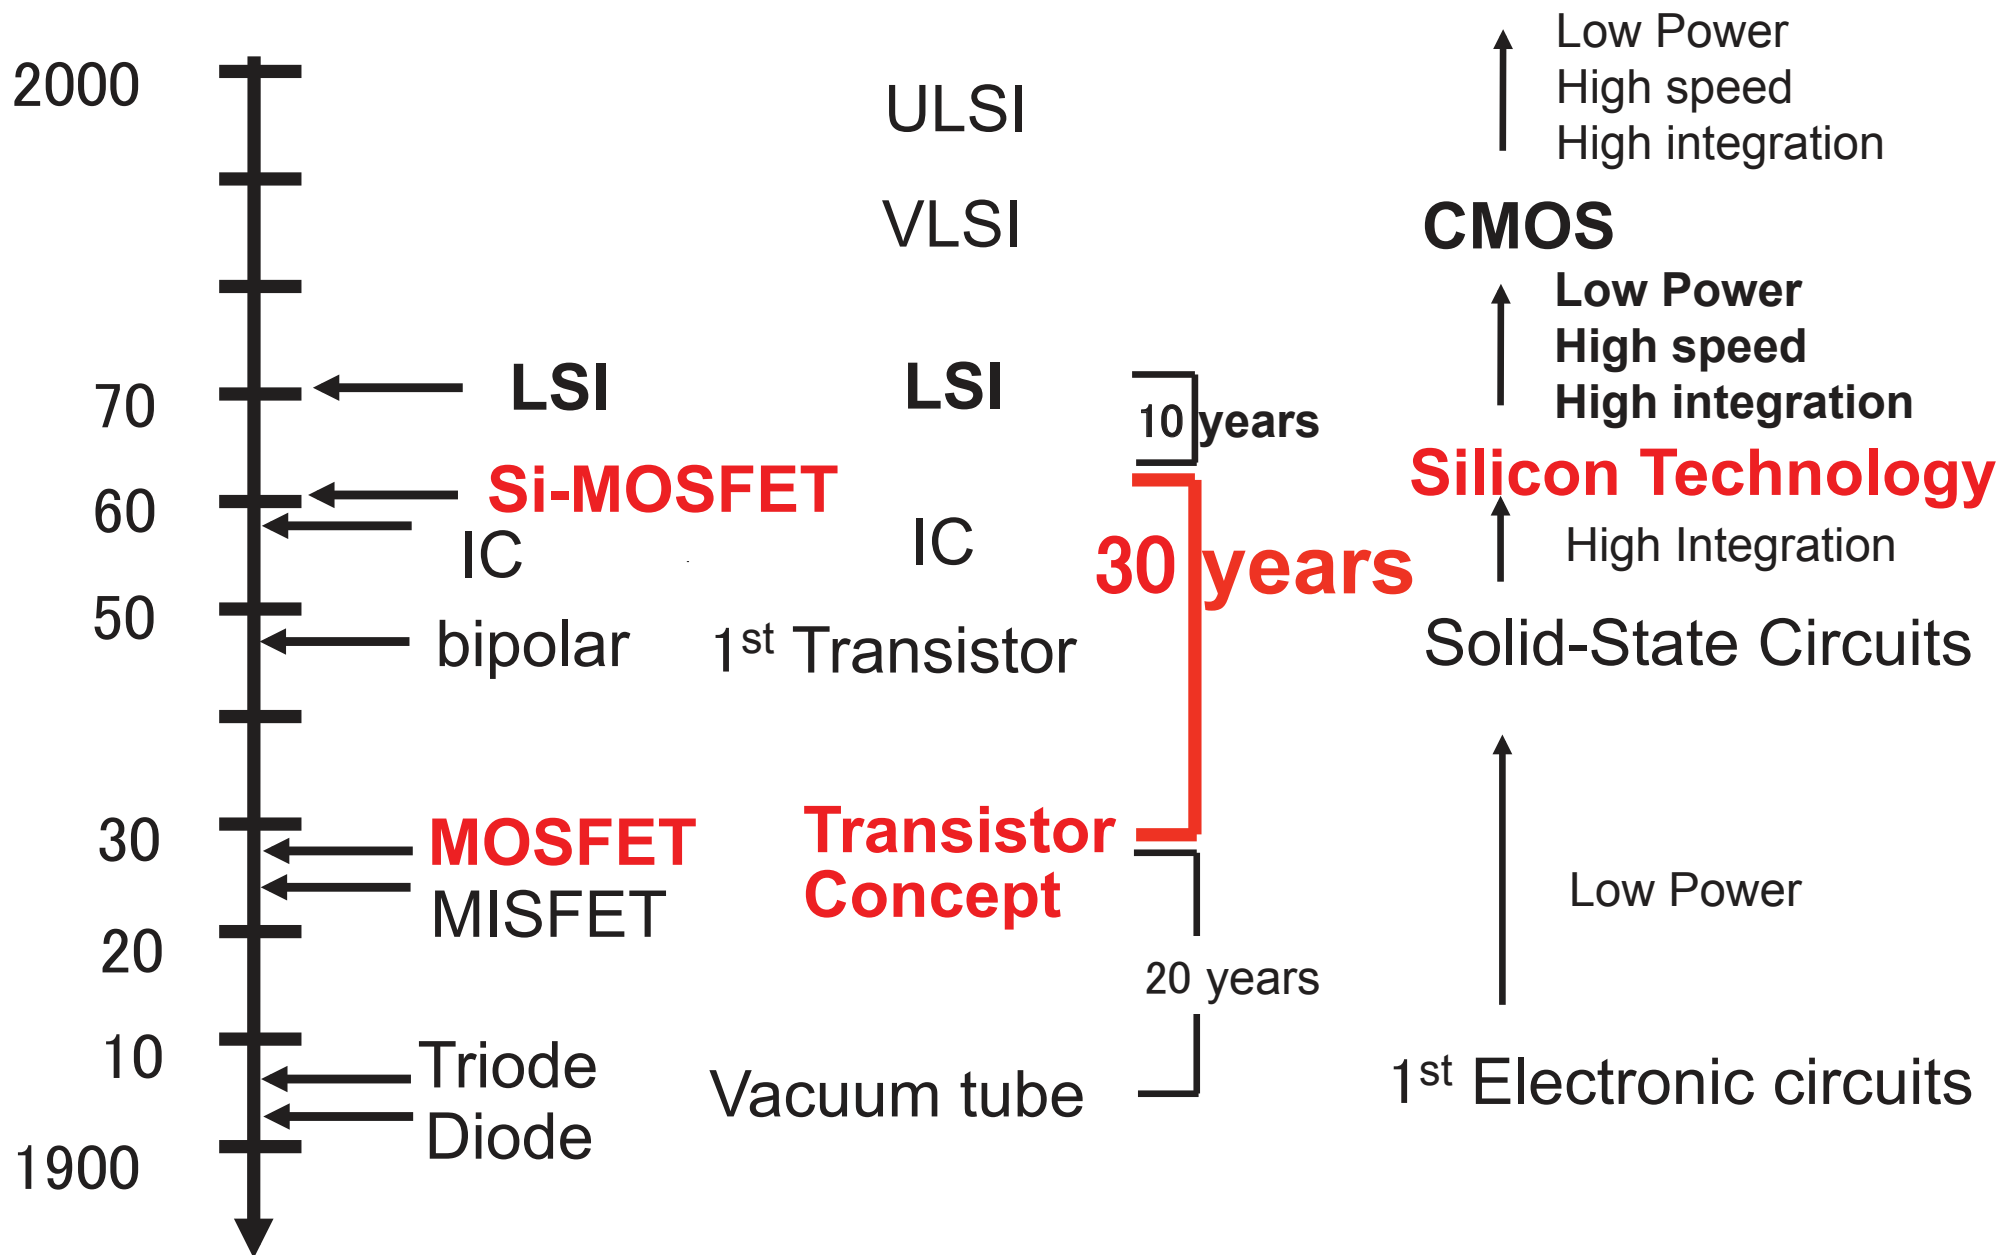 Low Power
2000
High speed
ULSI
High integration
VLSI
CMOS
Low Power
High speed
70
LSI
LSI
High integration
10 years
Silicon Technology
60
Si-MOSFET
IC
IC
High Integration
30 years
50
bipolar
1st Transistor
Solid-State Circuits
30
MOSFET
Transistor
Concept
Low Power
MISFET
20
20 years
10
Triode
Vacuum tube
1st Electronic circuits
Diode
1900